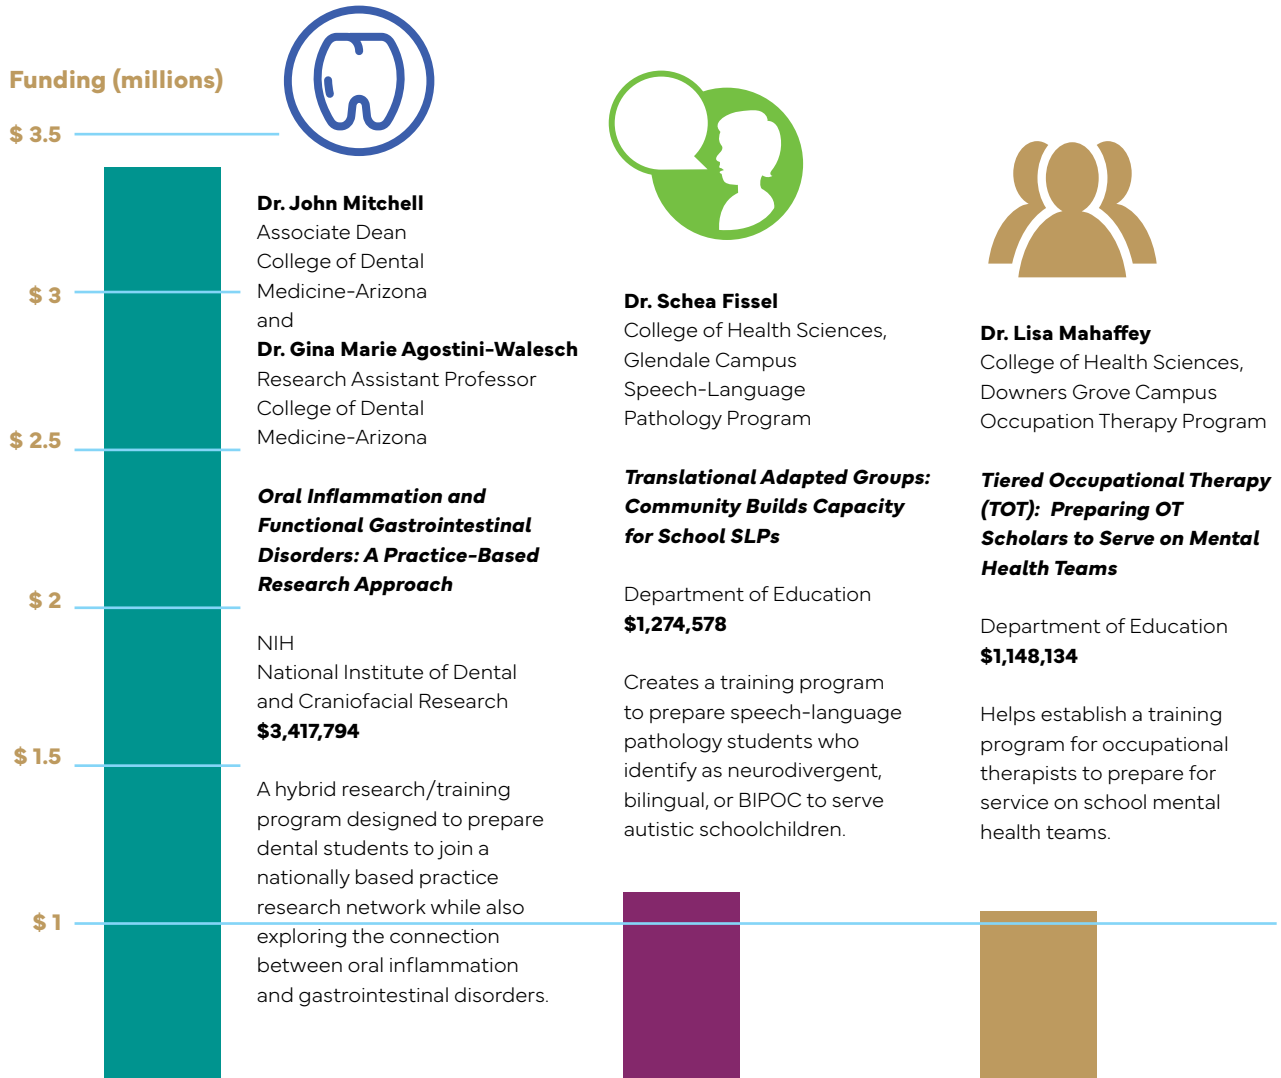 Funding (millions)
$ 3.5
$ 3
$ 2.5
$ 2
$ 1.5
$ 1
Dr. John Mitchell
Associate Dean
College of Dental
Medicine-Arizona
and
Dr. Gina Marie Agostini-Walesch
Research Assistant Professor
College of Dental
Medicine-Arizona
Oral Inflammation and
Functional Gastrointestinal
Disorders: A Practice-Based
Research Approach
NIH
National Institute of Dental
and Craniofacial Research
$3,417,794
A hybrid research/training
program designed to prepare
dental students to join a
nationally based practice
research network while also
exploring the connection
between oral inflammation
and gastrointestinal disorders.
Dr. Schea Fissel
College of Health Sciences,
Glendale Campus
Speech-Language
Pathology Program
Translational Adapted Groups:
Community Builds Capacity
for School SLPs
Department of Education
$1,274,578
Creates a training program
to prepare speech-language
pathology students who
identify as neurodivergent,
bilingual, or BIPOC to serve
autistic schoolchildren.
Dr. Lisa Mahaffey
College of Health Sciences,
Downers Grove Campus
Occupation Therapy Program
Tiered Occupational Therapy
(TOT): Preparing OT
Scholars to Serve on Mental
Health Teams
Department of Education
$1,148,134
Helps establish a training
program for occupational
therapists to prepare for
service on school mental
health teams.